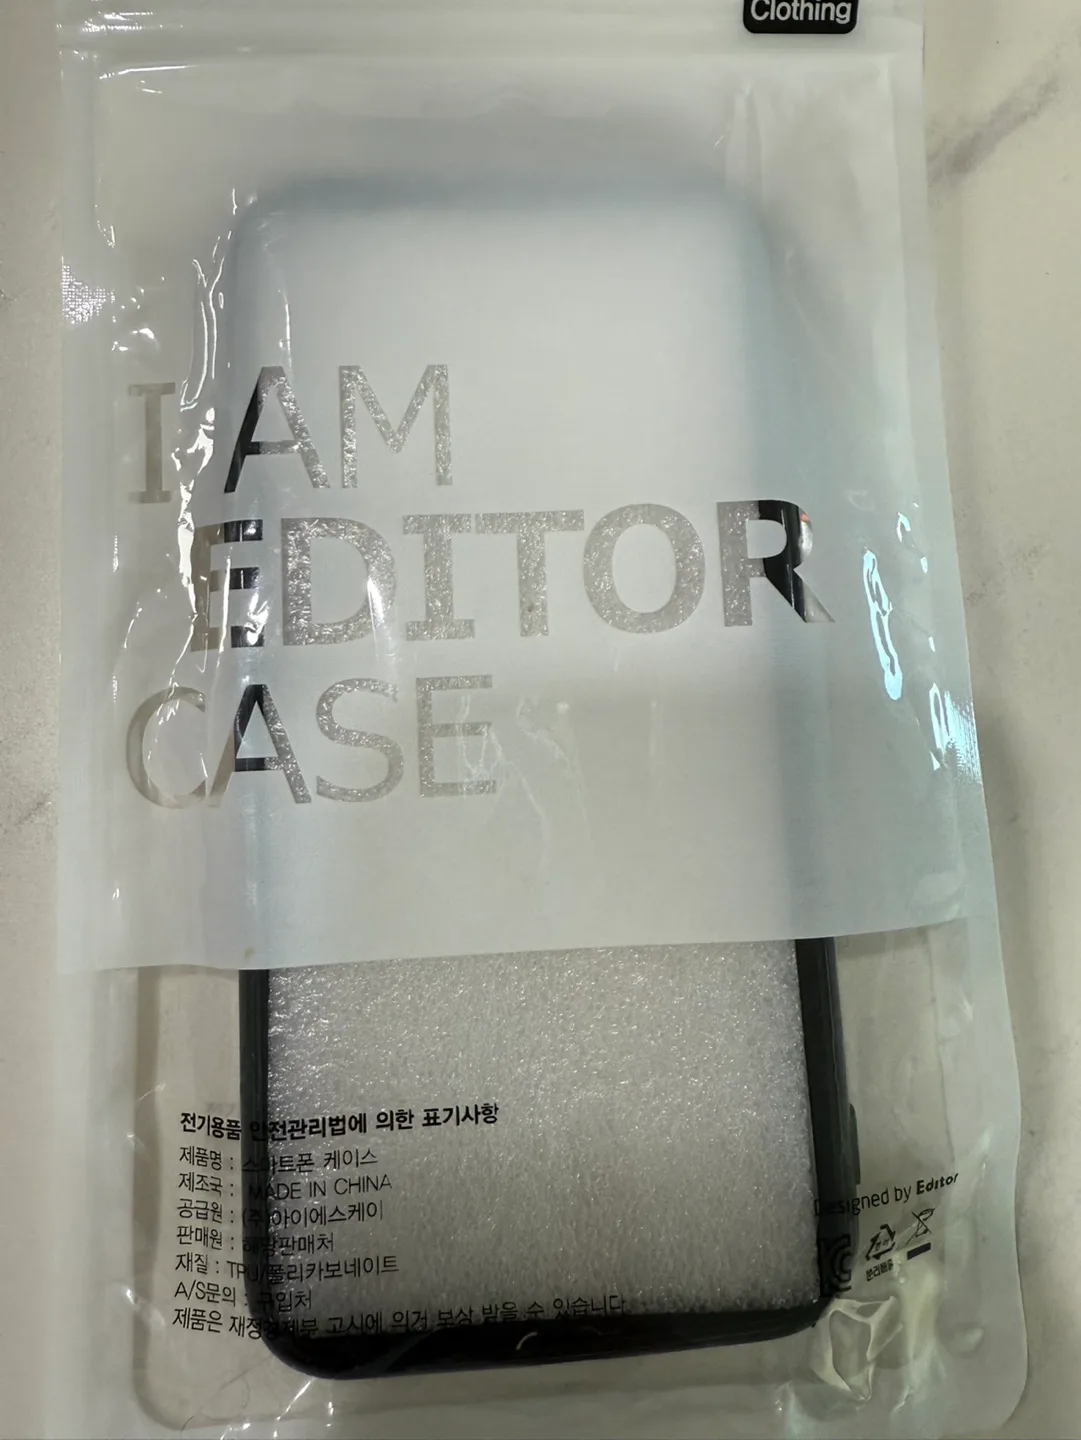 Clothing
I AM
EDITOR
CASE
전기용품 안전관리법에 의한 표기사항
제품명 : 스마트폰 케이스
제조국 : MADE IN CHINA
공급원 : (주)아이에스케이
판매원 : 해당판매처
재질 : TPU/폴리카보네이트
A/S문의 : 구입처
제품은 재정경제부 고시에 의거 보상 받을 수 있습니다.
Designed by Editor